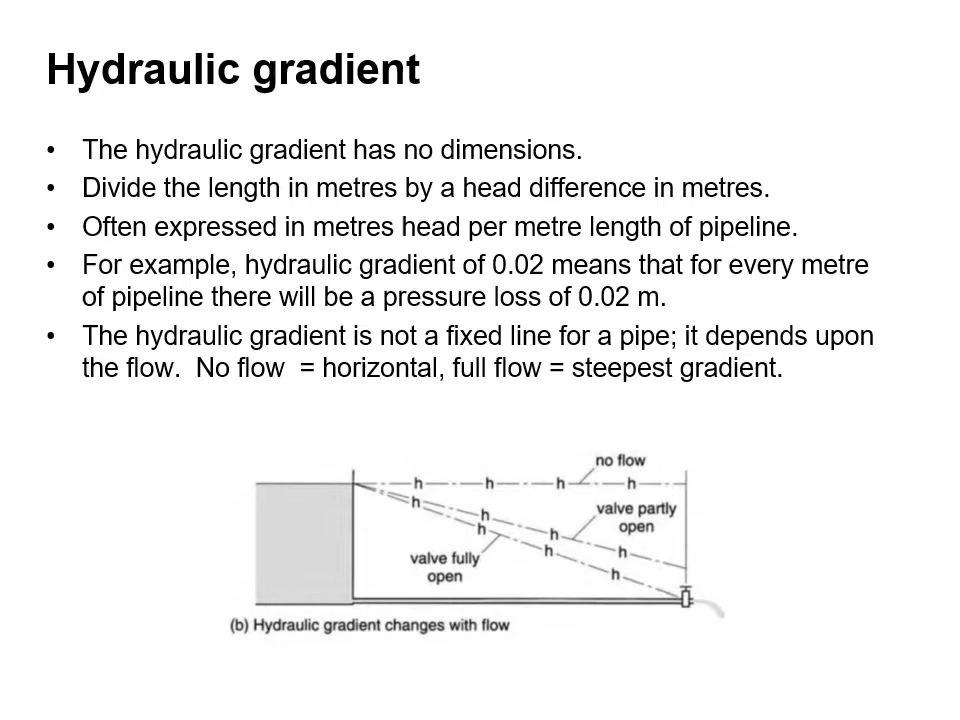 Hydraulic gradient
• The hydraulic gradient has no dimensions.
• Divide the length in metres by a head difference in metres.
• Often expressed in metres head per metre length of pipeline.
• For example, hydraulic gradient of 0.02 means that for every metre
of pipeline there will be a pressure loss of 0.02 m.
• The hydraulic gradient is not a fixed line for a pipe; it depends upon
the flow.  No flow  = horizontal, full flow = steepest gradient.
no flow
h h h h
h
h
h
h
h
h
h
valve partly
open
valve fully
open
(b) Hydraulic gradient changes with flow